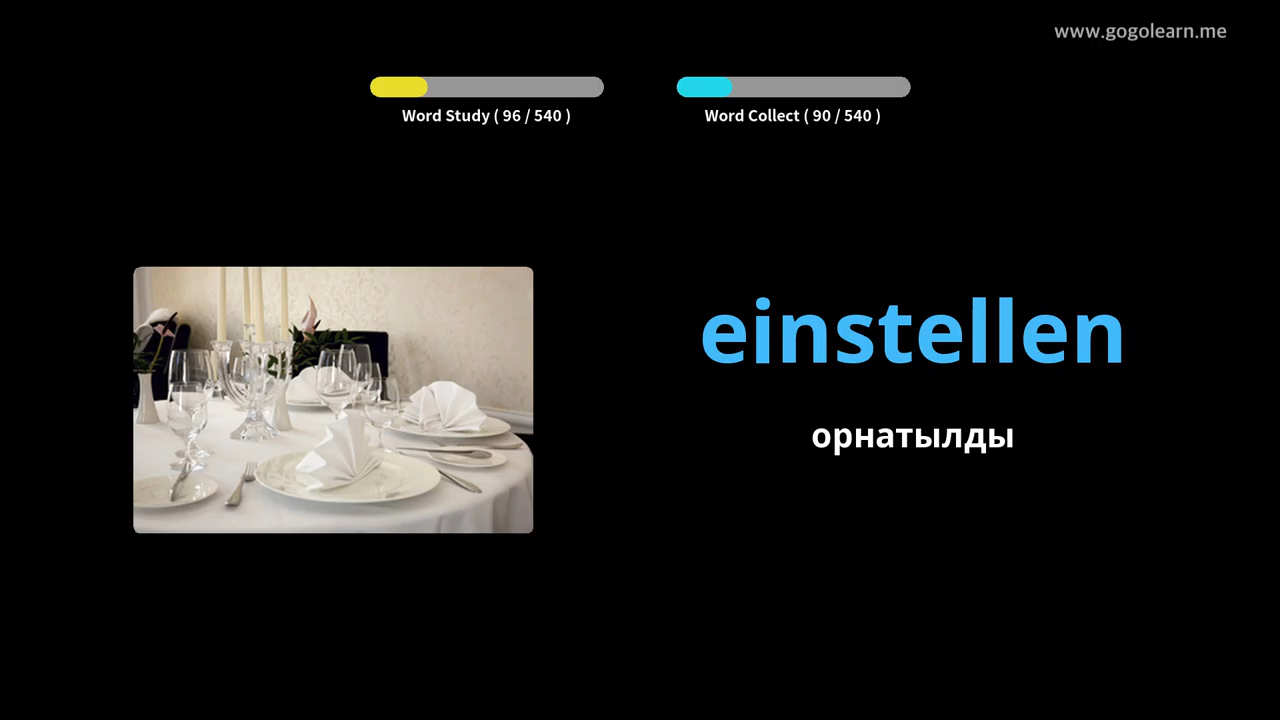 www.gogolearn.me
Word Study ( 96 / 540 )
Word Collect ( 90 / 540 )
einstellen
орнатылды